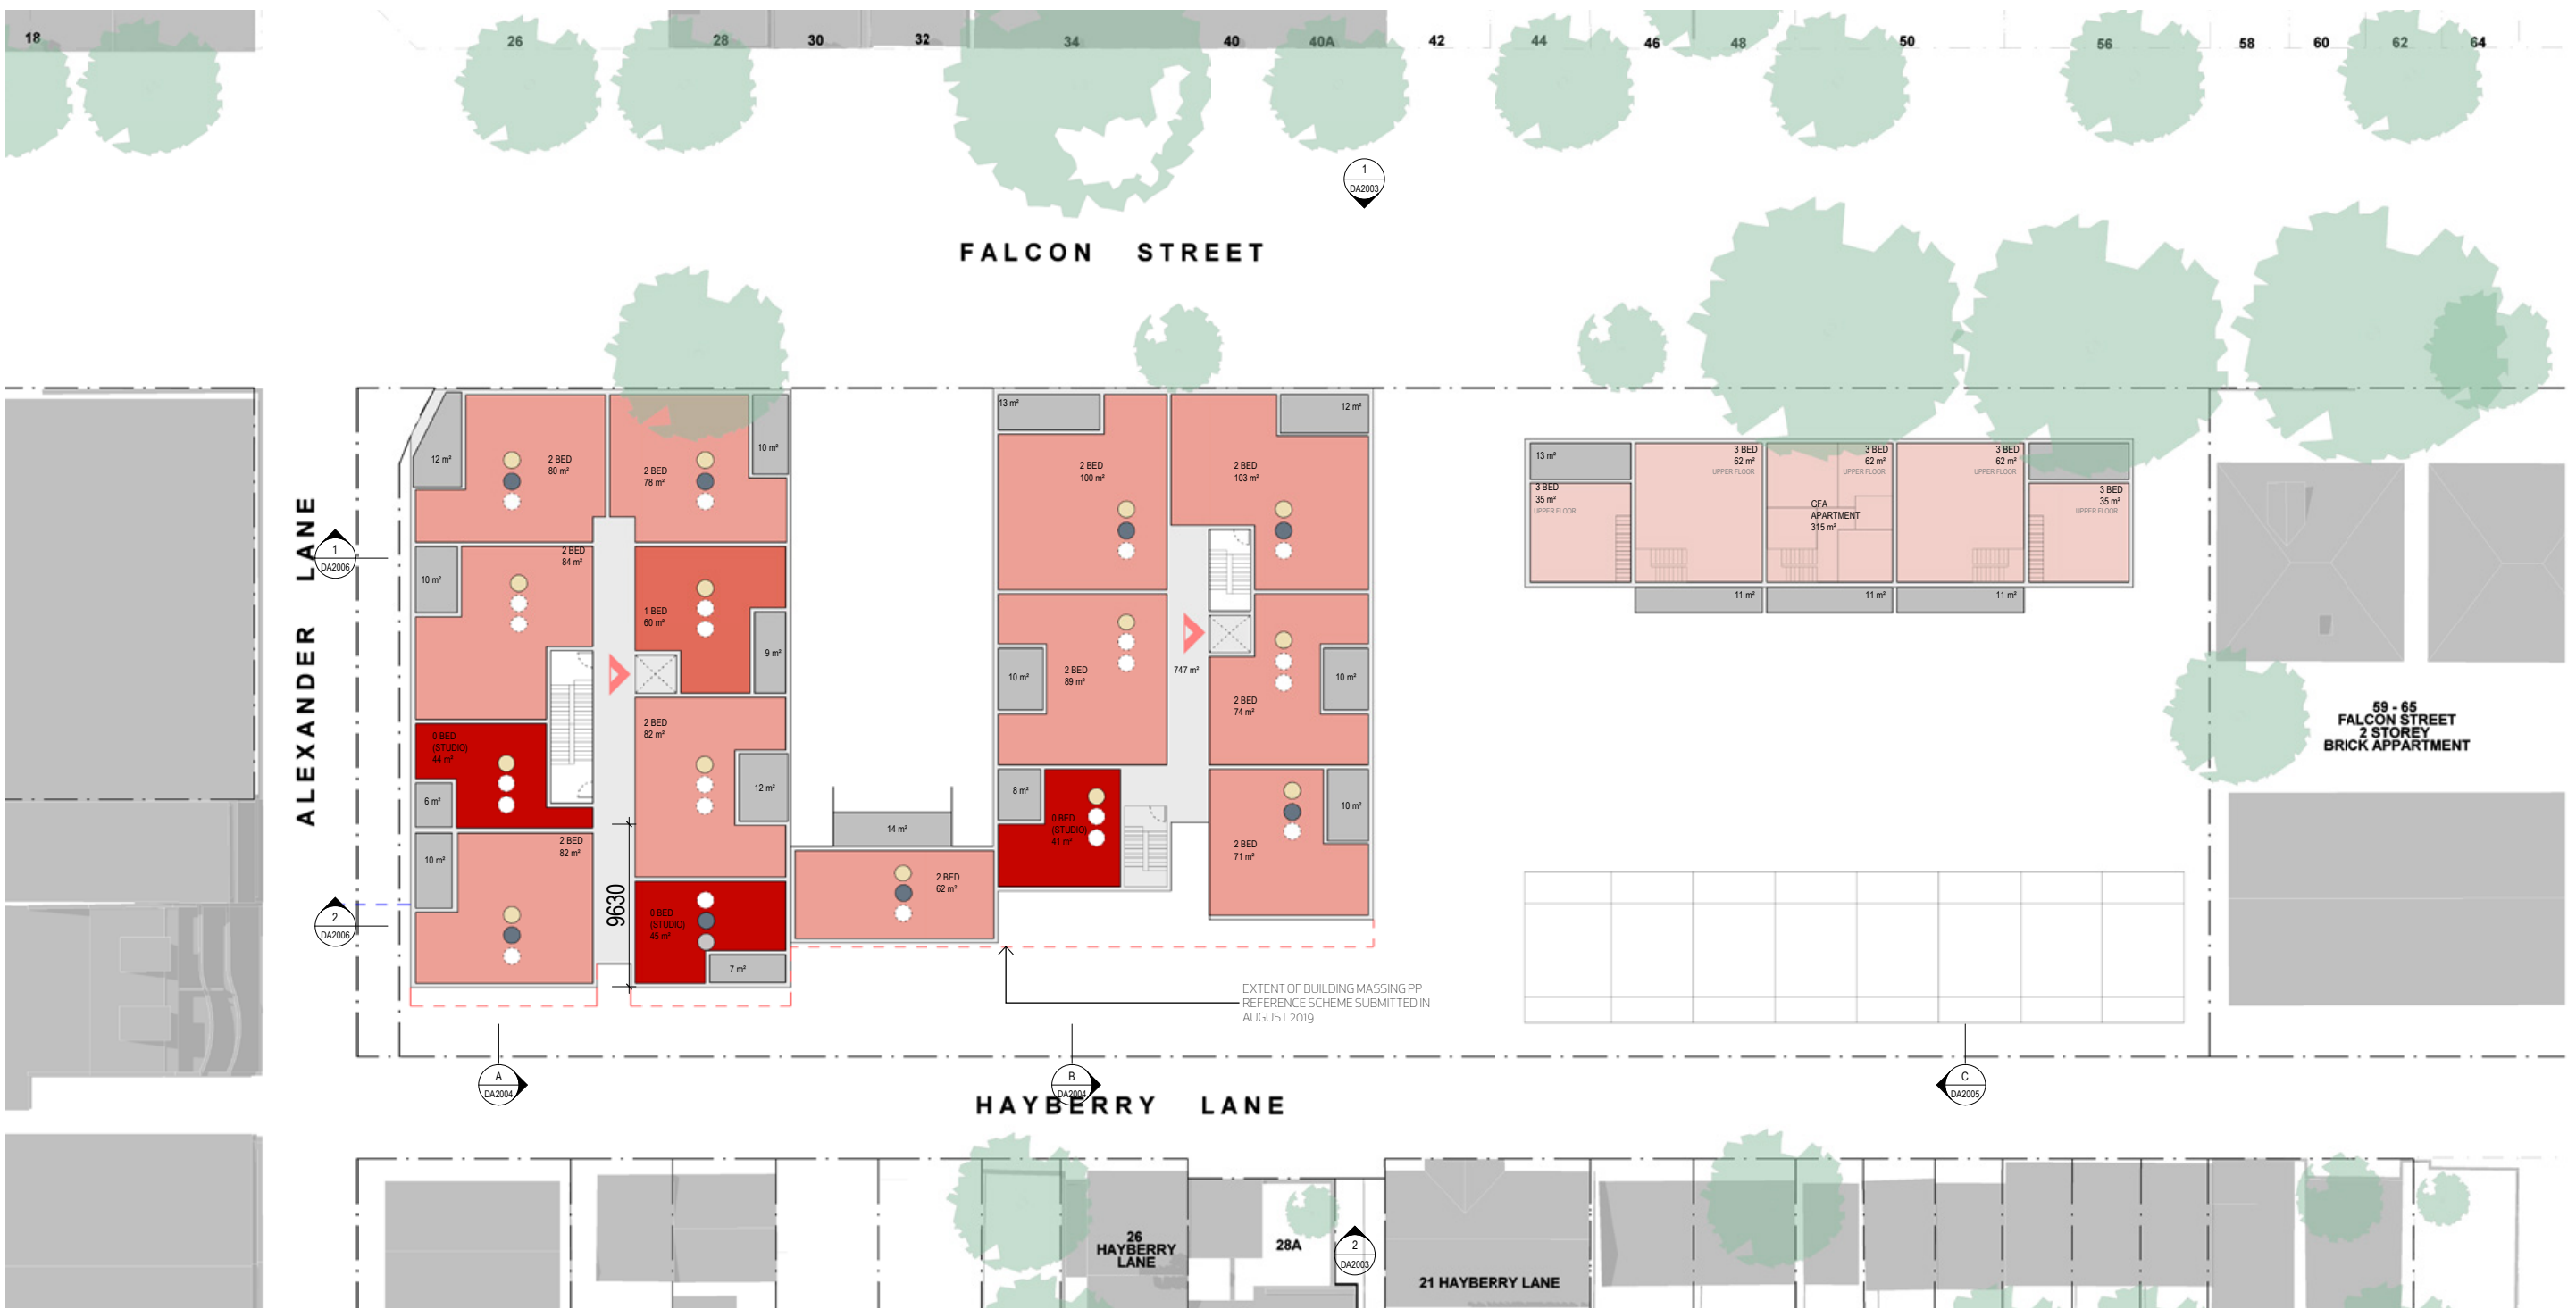 18
26
28
30
32
34
40
40A
42
44
46
48
50
56
58
60
62
64
1
DA2003
FALCON STREET
ALEXANDER LANE
1
DA2006
2
DA2006
12 m²
2 BED
80 m²
2 BED
78 m²
10 m²
10 m²
2 BED
84 m²
1 BED
60 m²
9 m²
0 BED
(STUDIO)
44 m²
6 m²
2 BED
82 m²
12 m²
10 m²
2 BED
82 m²
9630
0 BED
(STUDIO)
45 m²
7 m²
14 m²
2 BED
62 m²
13 m²
2 BED
100 m²
2 BED
103 m²
12 m²
10 m²
2 BED
89 m²
747 m²
2 BED
74 m²
10 m²
8 m²
0 BED
(STUDIO)
41 m²
2 BED
71 m²
10 m²
EXTENT OF BUILDING MASSING PP
REFERENCE SCHEME SUBMITTED IN
AUGUST 2019
13 m²
3 BED
35 m²
UPPER FLOOR
3 BED
62 m²
UPPER FLOOR
3 BED
62 m²
UPPER FLOOR
GFA
APARTMENT
315 m²
3 BED
62 m²
UPPER FLOOR
3 BED
35 m²
UPPER FLOOR
11 m²
11 m²
11 m²
59 - 65
FALCON STREET
2 STOREY
BRICK APPARTMENT
A
DA2004
B
DA2004
C
DA2005
HAYBERRY LANE
26
HAYBERRY
LANE
28A
2
DA2003
21 HAYBERRY LANE